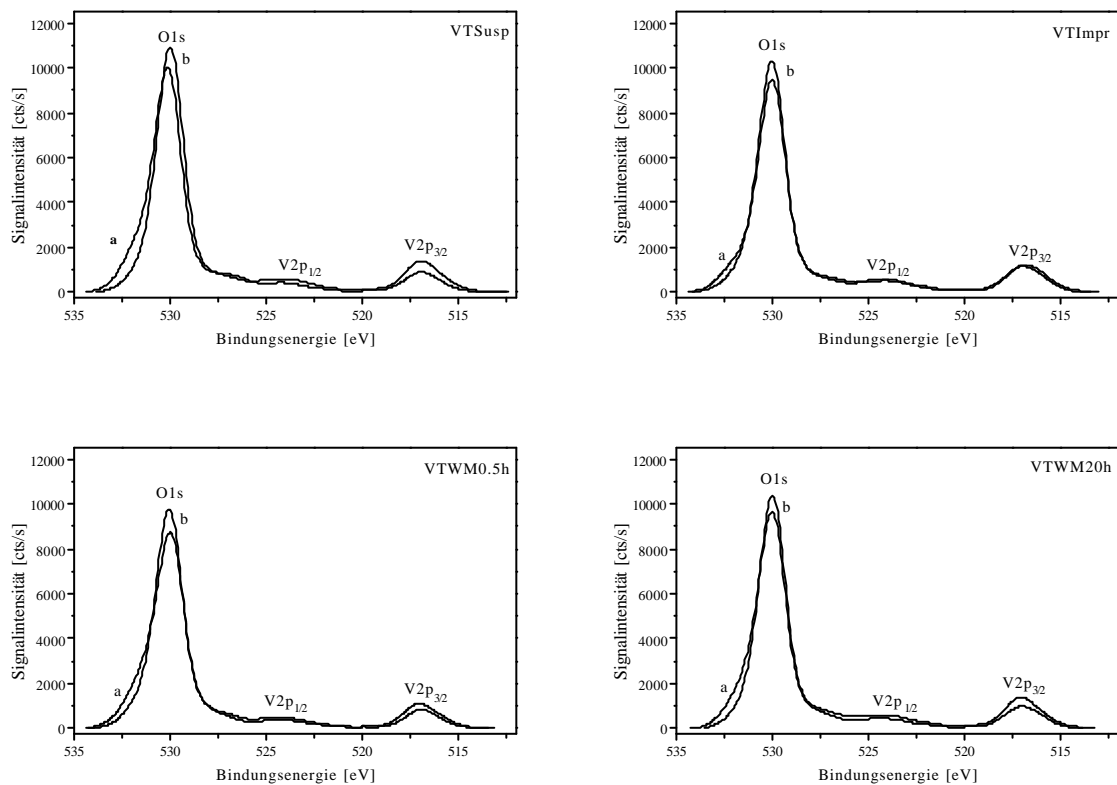 VTSusp
O1s
b
a
V2p1/2
V2p3/2
Signalintensität [cts/s]
12000
10000
8000
6000
4000
2000
0
535
530
525
520
515
Bindungsenergie [eV]
VTImpr
O1s
b
a
V2p1/2
V2p3/2
Signalintensität [cts/s]
12000
10000
8000
6000
4000
2000
0
535
530
525
520
515
Bindungsenergie [eV]
VTWM0.5h
O1s
b
a
V2p1/2
V2p3/2
Signalintensität [cts/s]
12000
10000
8000
6000
4000
2000
0
535
530
525
520
515
Bindungsenergie [eV]
VTWM20h
O1s
b
a
V2p1/2
V2p3/2
Signalintensität [cts/s]
12000
10000
8000
6000
4000
2000
0
535
530
525
520
515
Bindungsenergie [eV]